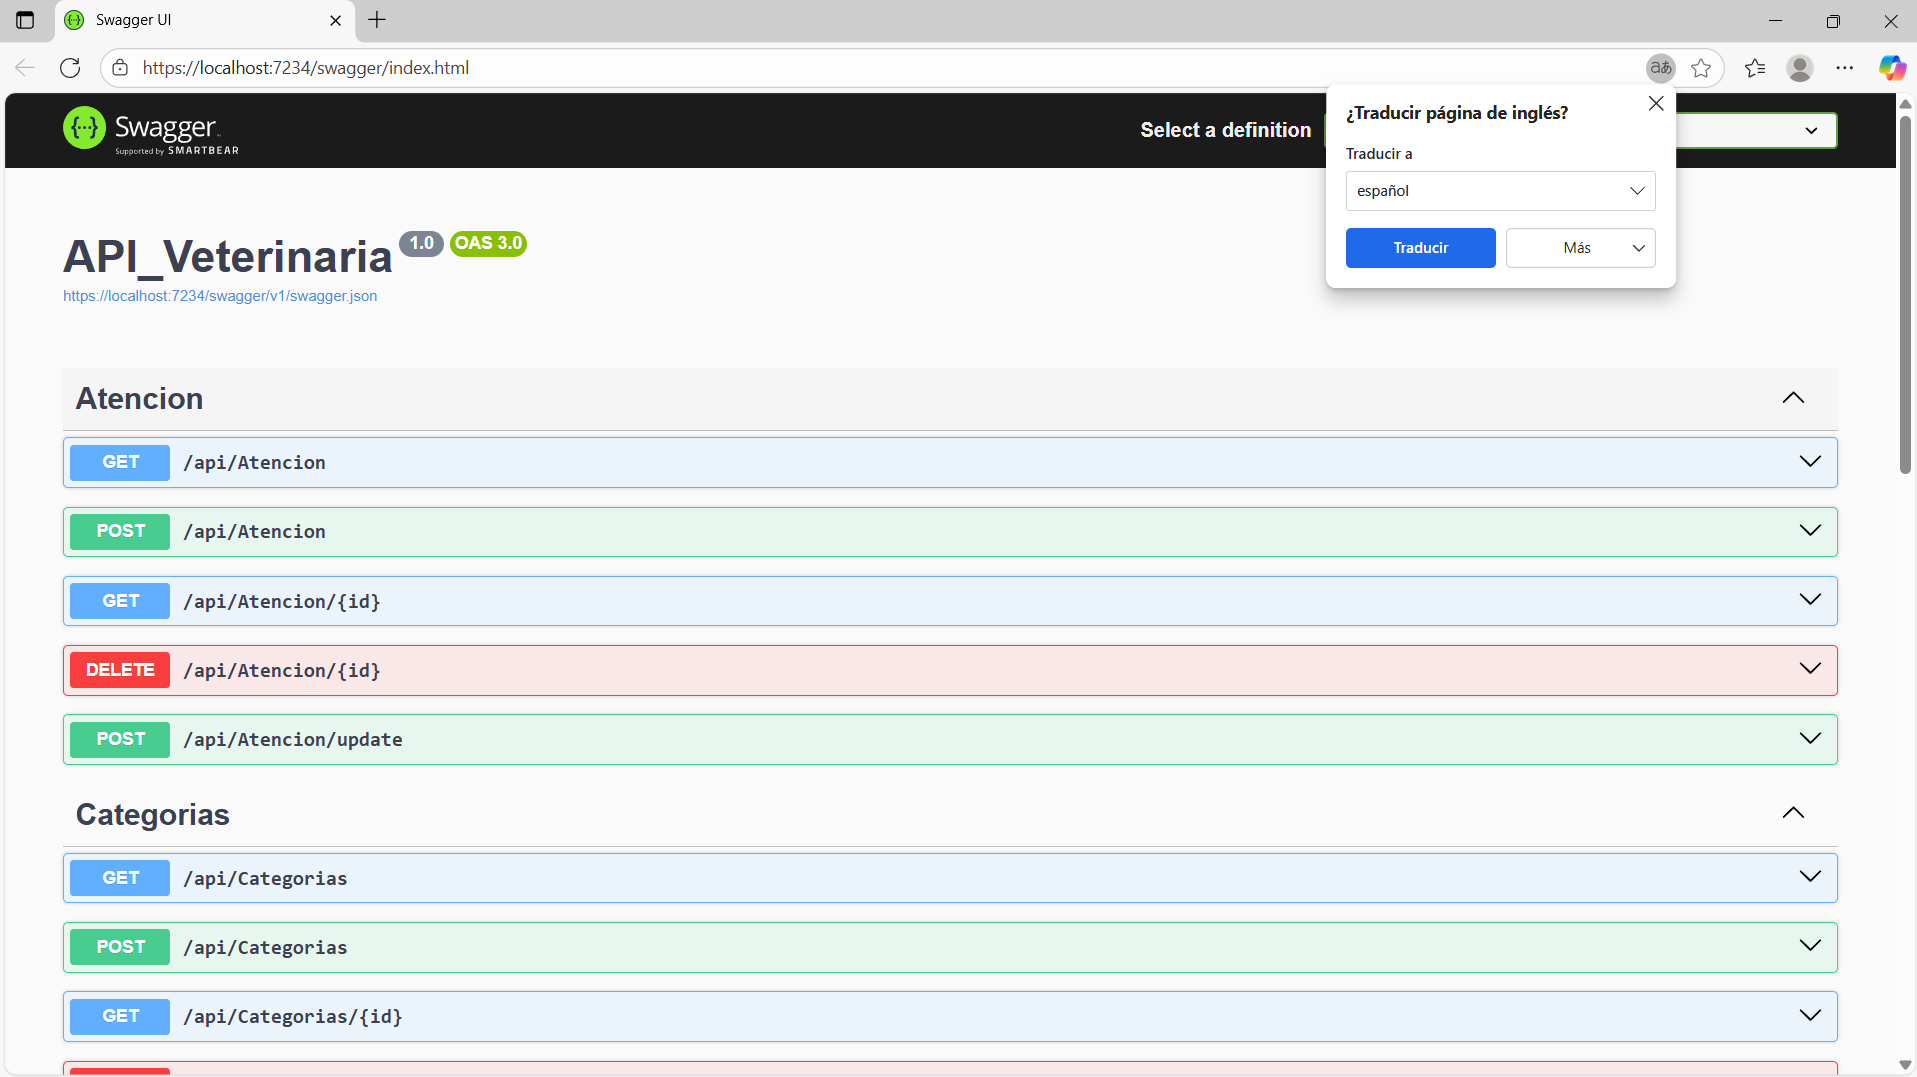 Swagger UI
https://localhost:7234/swagger/index.html
Swagger
Supported by SMARTBEAR
Select a definition
¿Traducir página de inglés?
Traducir a
español
Traducir
Más
API_Veterinaria 1.0 OAS 3.0
https://localhost:7234/swagger/v1/swagger.json
Atencion
GET /api/Atencion
POST /api/Atencion
GET /api/Atencion/{id}
DELETE /api/Atencion/{id}
POST /api/Atencion/update
Categorias
GET /api/Categorias
POST /api/Categorias
GET /api/Categorias/{id}